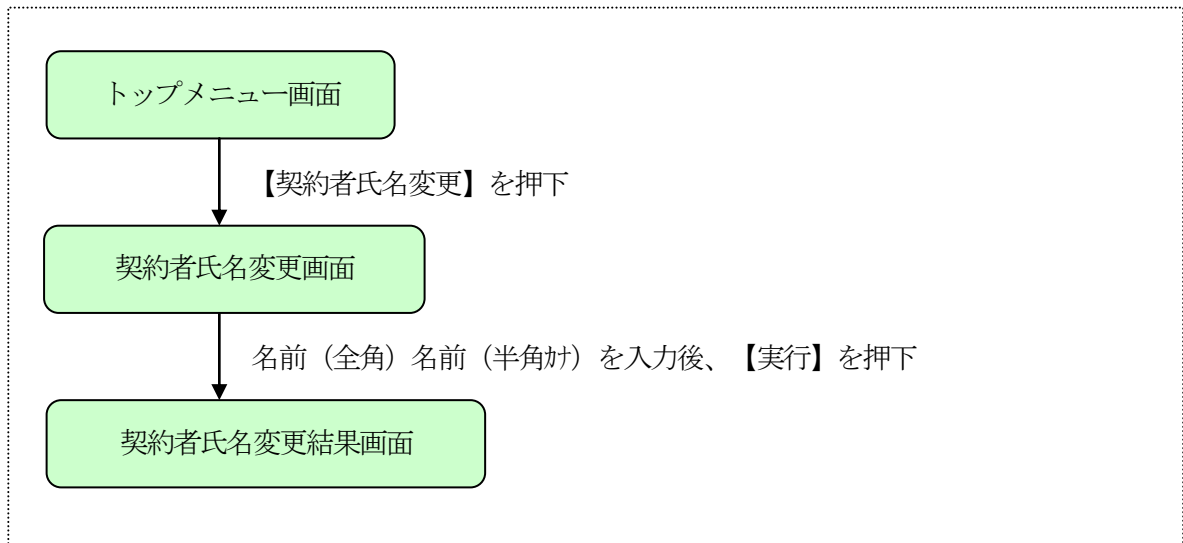 トップメニュー画面
【契約者氏名変更】を押下
契約者氏名変更画面
名前（全角）名前（半角ｶﾅ）を入力後、【実行】を押下
契約者氏名変更結果画面